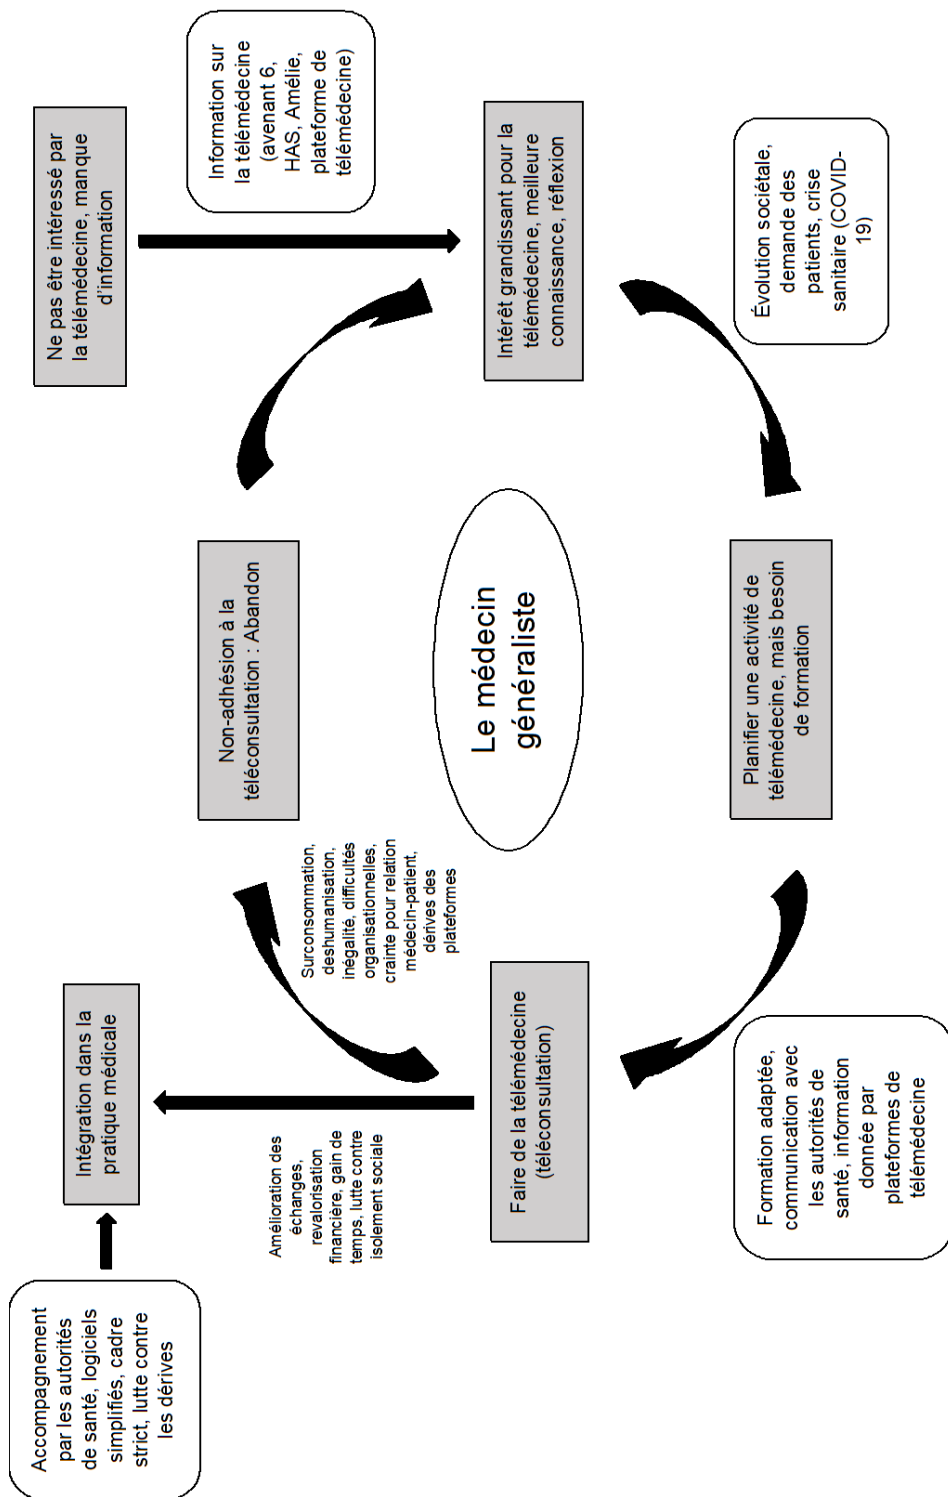 Ne pas être intéressé par
la télémédecine, manque
d'information
Information sur
la télémédecine
(avenant 6,
HAS, Amélie,
plateforme de
télémédecine)
Intérêt grandissant pour la
télémédecine, meilleure
connaissance, réflexion
Évolution sociétale,
demande des
patients, crise
sanitaire (COVID-
19)
Planifier une activité de
télémédecine, mais besoin
de formation
Formation adaptée,
communication avec
les autorités de
santé, information
donnée par
plateformes de
télémédecine
Faire de la télémédecine
(téléconsultation)
Surconsommation,
deshumanisation,
inégalité, difficultés
organisationnelles,
crainte pour relation
médecin-patient,
dérives des
plateformes
Non-adhésion à la
téléconsultation : Abandon
Le médecin
généraliste
Amélioration des
échanges,
revalorisation
financière, gain de
temps, lutte contre
isolement sociale
Intégration dans la
pratique médicale
Accompagnement
par les autorités
de santé, logiciels
simplifiés, cadre
strict, lutte contre
les dérives